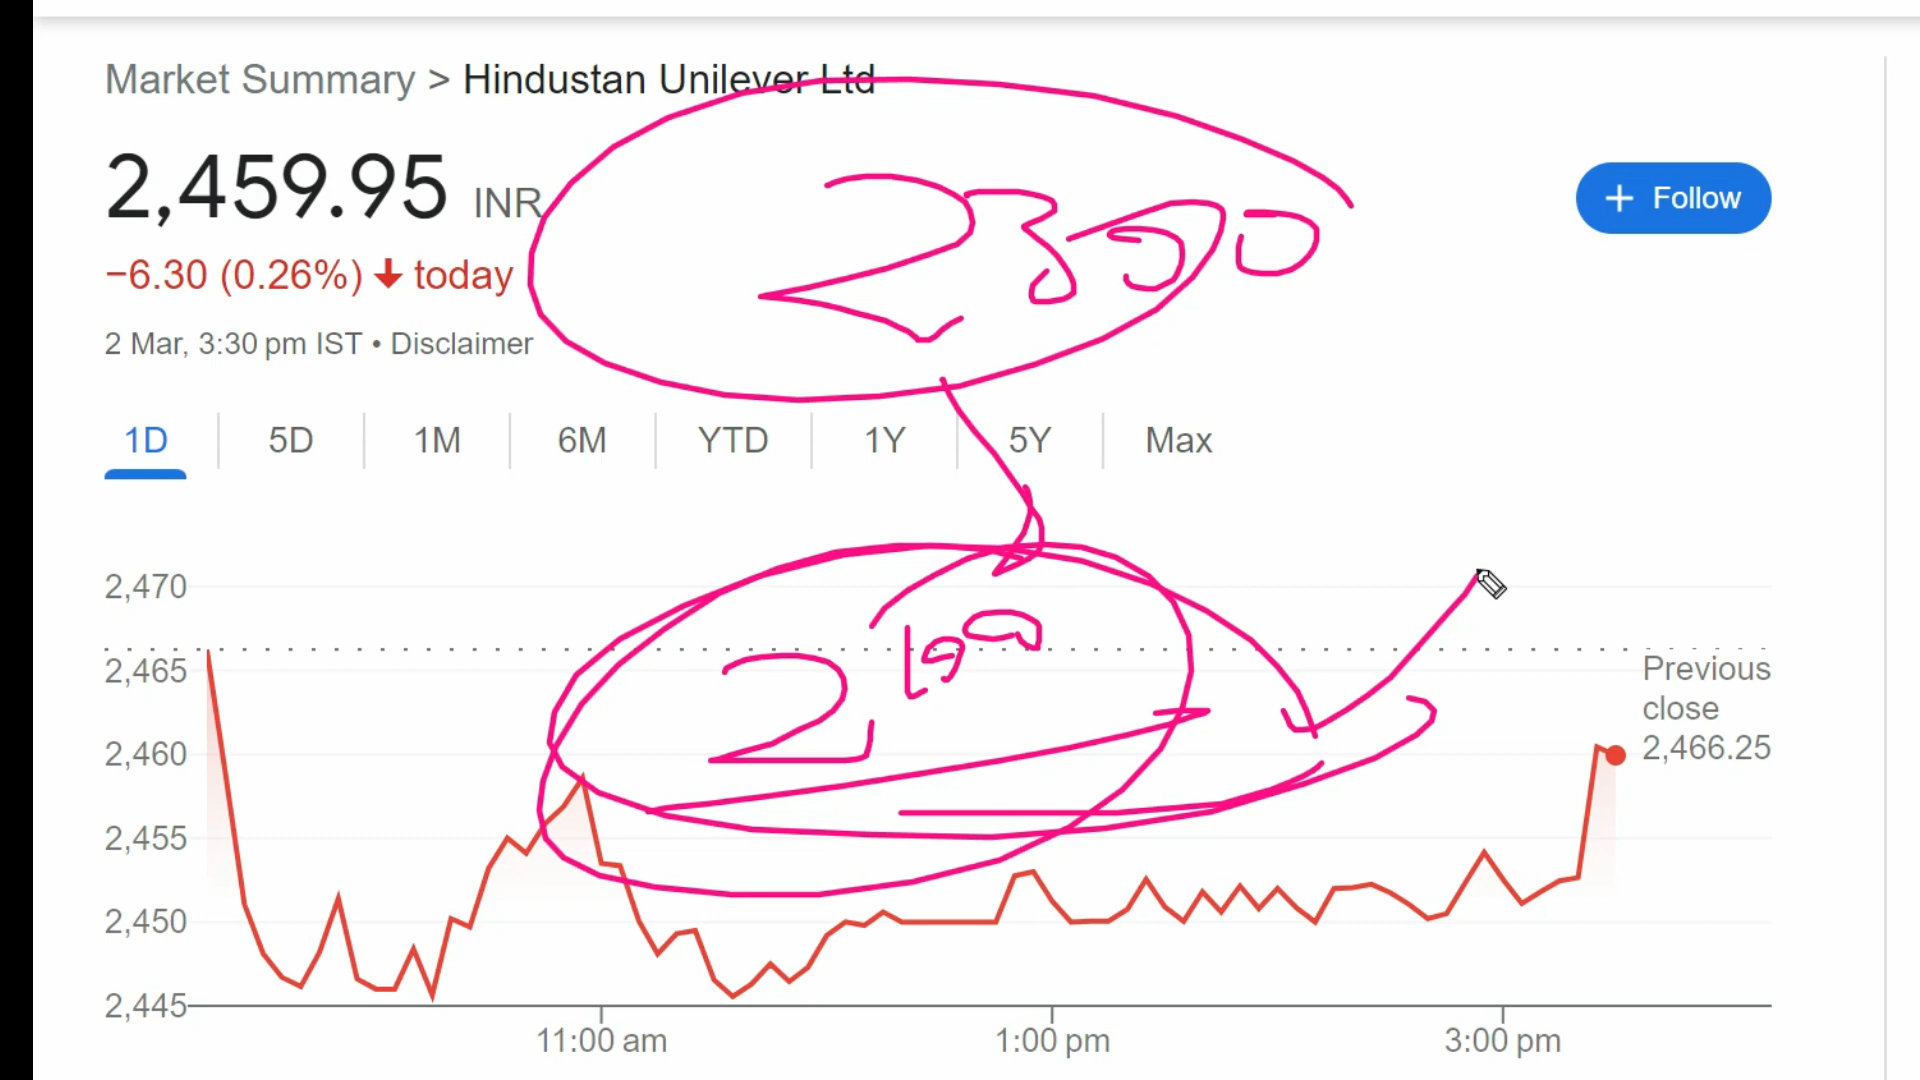 Market Summary > Hindustan Unilever Ltd
2,459.95 INR
+ Follow
−6.30 (0.26%) ↓ today
2 Mar, 3:30 pm IST • Disclaimer
2350
1D 5D 1M 6M YTD 1Y 5Y Max
2,470
2,465
2,460
2,455
2,450
2,445
Previous
close
2,466.25
11:00 am 1:00 pm 3:00 pm